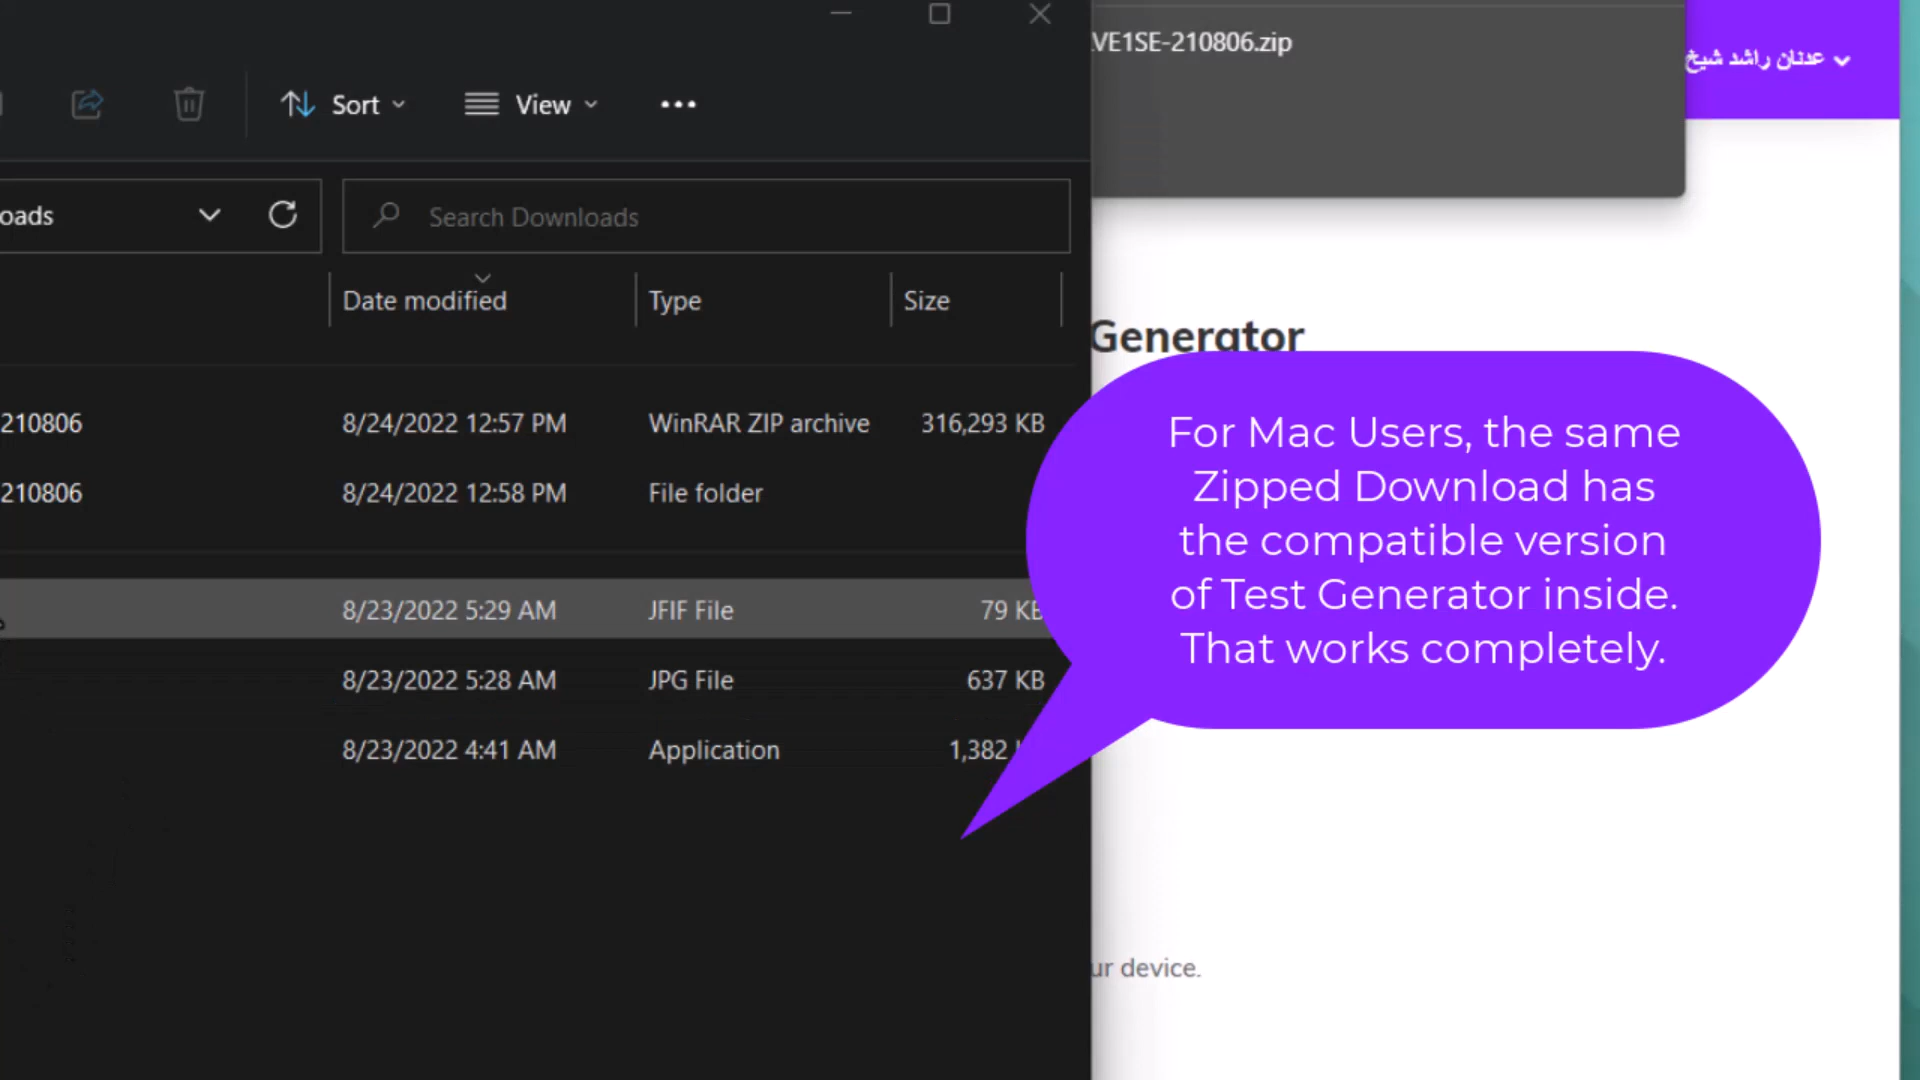 VE1SE-210806.zip
عدنان راشد شيخ
Sort
View
oads
Search Downloads
Date modified
Type
Size
Generator
210806
8/24/2022 12:57 PM
WinRAR ZIP archive
316,293 KB
210806
8/24/2022 12:58 PM
File folder
8/23/2022 5:29 AM
JFIF File
79 KB
8/23/2022 5:28 AM
JPG File
637 KB
8/23/2022 4:41 AM
Application
1,382
For Mac Users, the same
Zipped Download has
the compatible version
of Test Generator inside.
That works completely.
ur device.